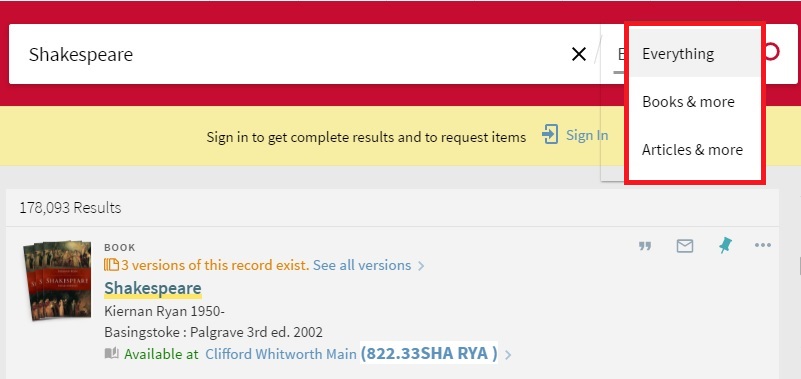 Shakespeare
Everything
Books & more
Articles & more
Sign in to get complete results and to request items Sign In
178,093 Results
BOOK
3 versions of this record exist. See all versions
Shakespeare
Kiernan Ryan 1950-
Basingstoke : Palgrave 3rd ed. 2002
Available at Clifford Whitworth Main (822.33SHA RYA )